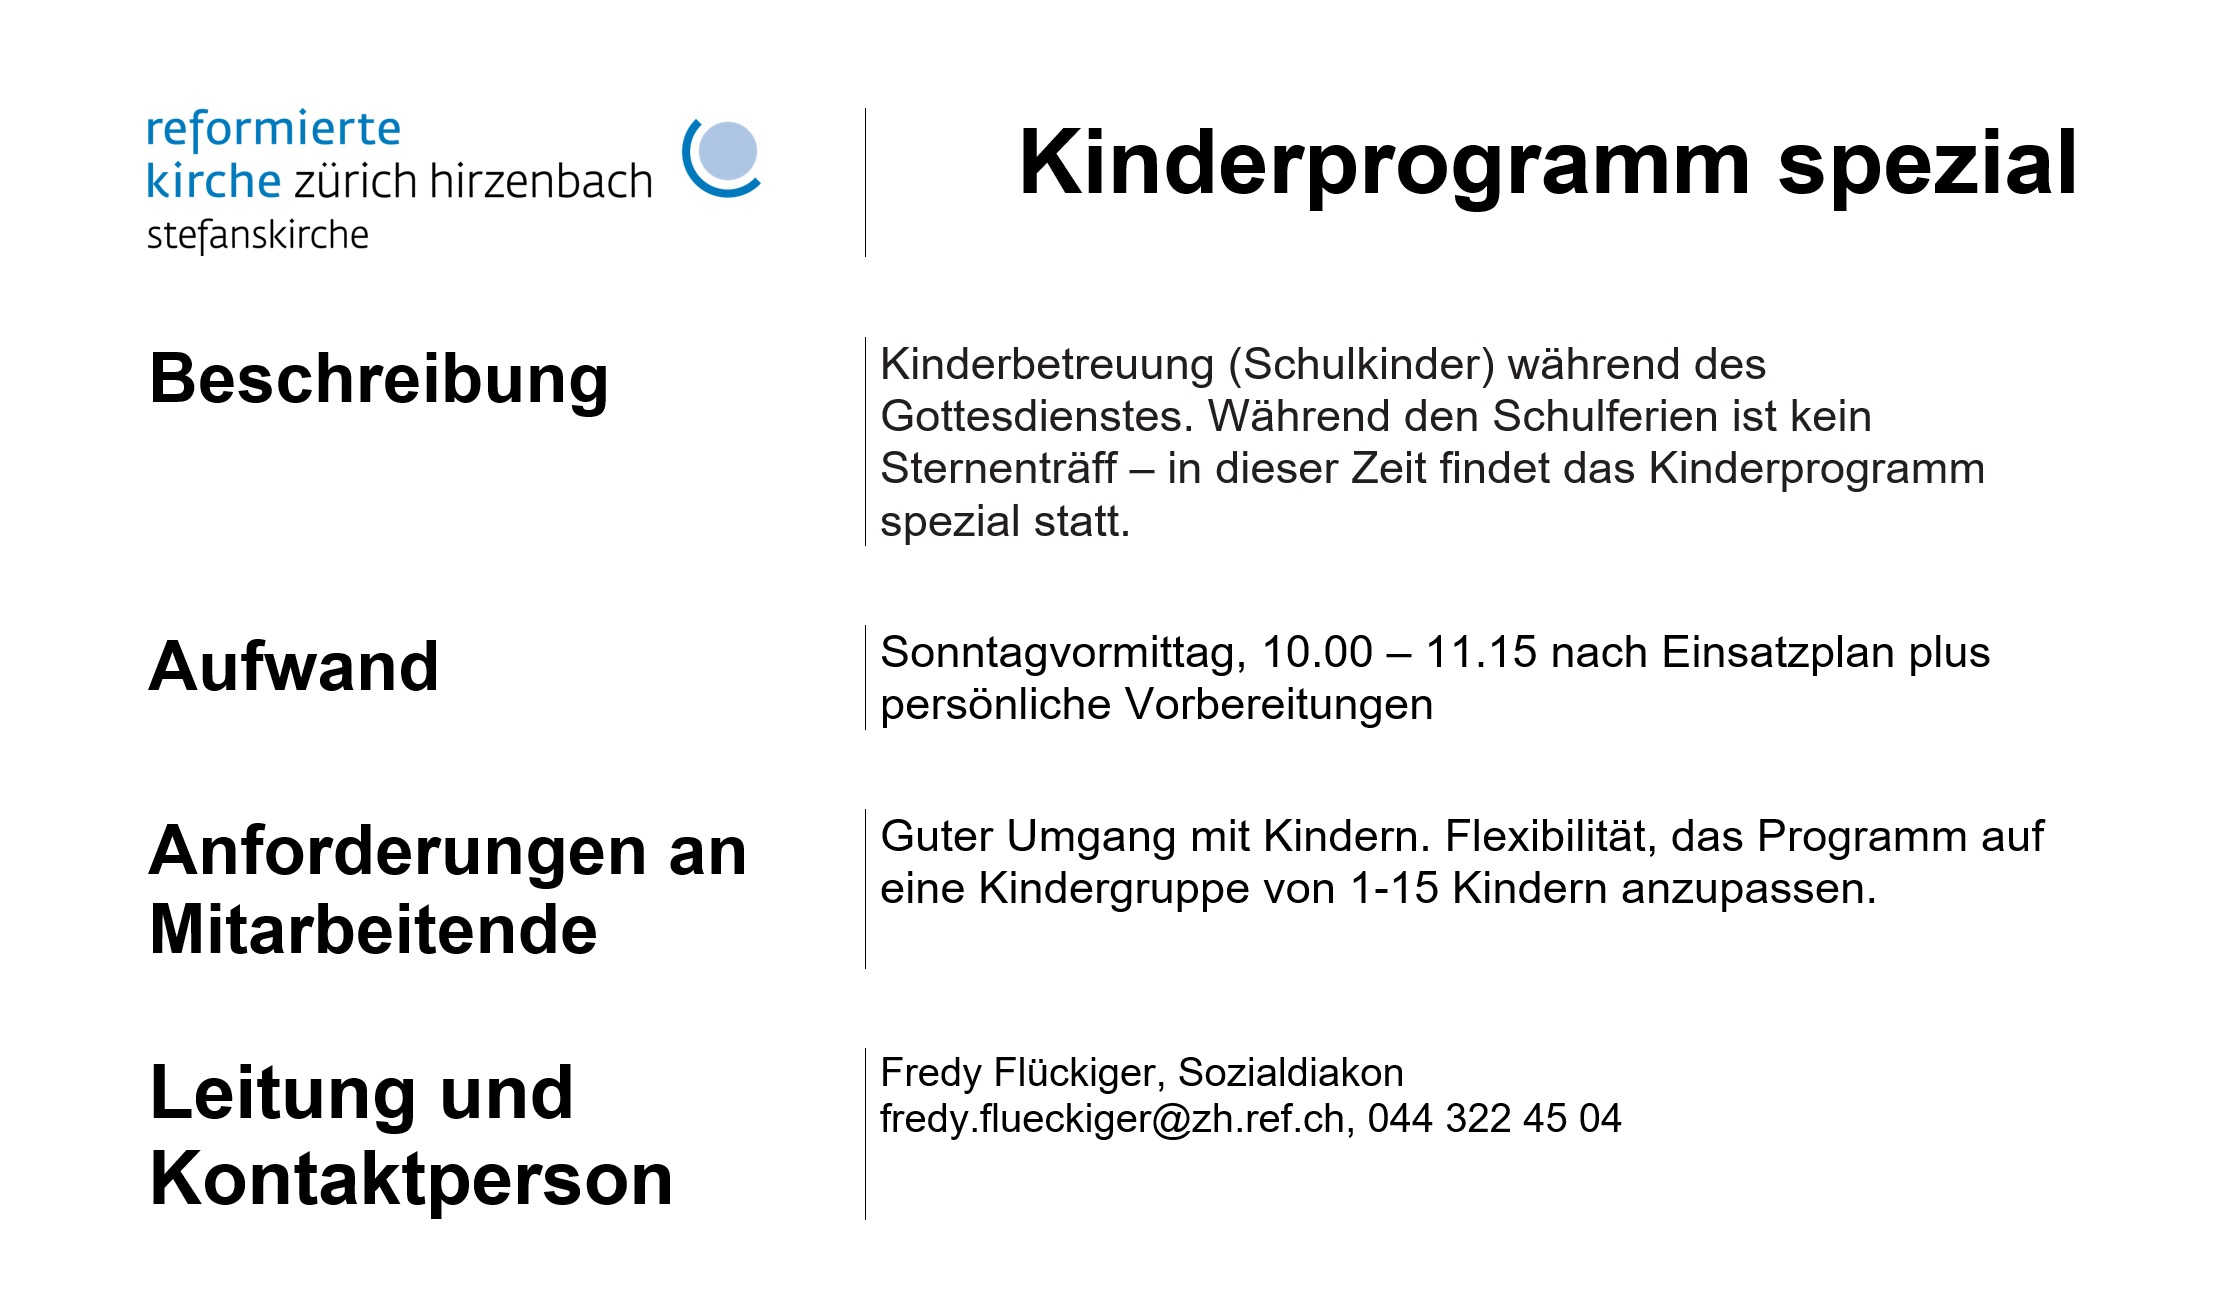 reformierte
kirche zürich hirzenbach
stefanskirche
Kinderprogramm spezial
Beschreibung
Kinderbetreuung (Schulkinder) während des
Gottesdienstes. Während den Schulferien ist kein
Sternenträff – in dieser Zeit findet das Kinderprogramm
spezial statt.
Aufwand
Sonntagvormittag, 10.00 – 11.15 nach Einsatzplan plus
persönliche Vorbereitungen
Anforderungen an
Mitarbeitende
Guter Umgang mit Kindern. Flexibilität, das Programm auf
eine Kindergruppe von 1-15 Kindern anzupassen.
Leitung und
Kontaktperson
Fredy Flückiger, Sozialdiakon
fredy.flueckiger@zh.ref.ch, 044 322 45 04